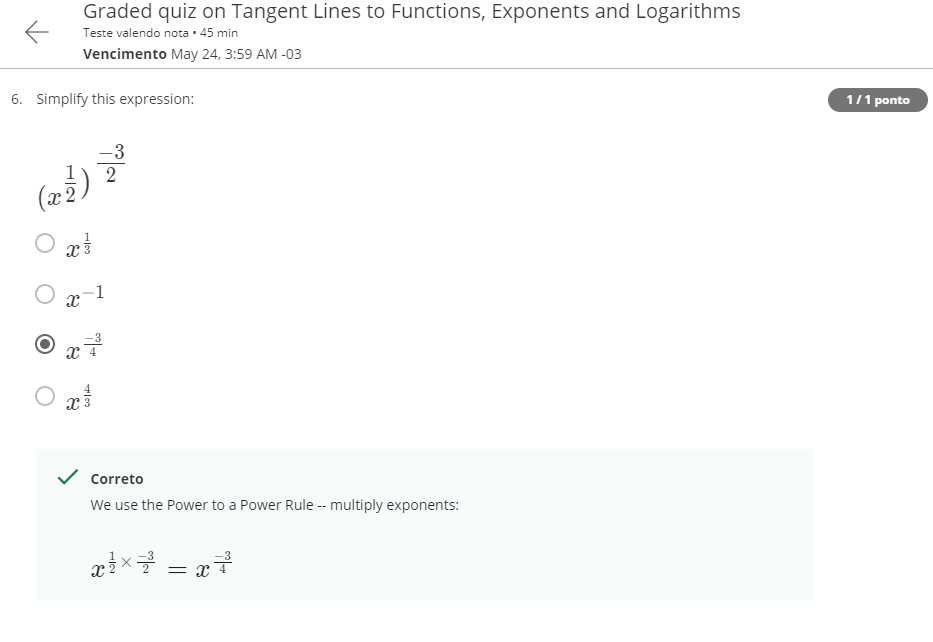 Graded quiz on Tangent Lines to Functions, Exponents and Logarithms
Teste valendo nota • 45 min
Vencimento May 24, 3:59 AM -03
6. Simplify this expression:
1 / 1 ponto
(x^{\frac{1}{2}})^{\frac{-3}{2}}
x^{\frac{1}{3}}
x^{-1}
x^{\frac{-3}{4}}
x^{\frac{4}{3}}
Correto
We use the Power to a Power Rule -- multiply exponents:
x^{\frac{1}{2} \times \frac{-3}{2}} = x^{\frac{-3}{4}}